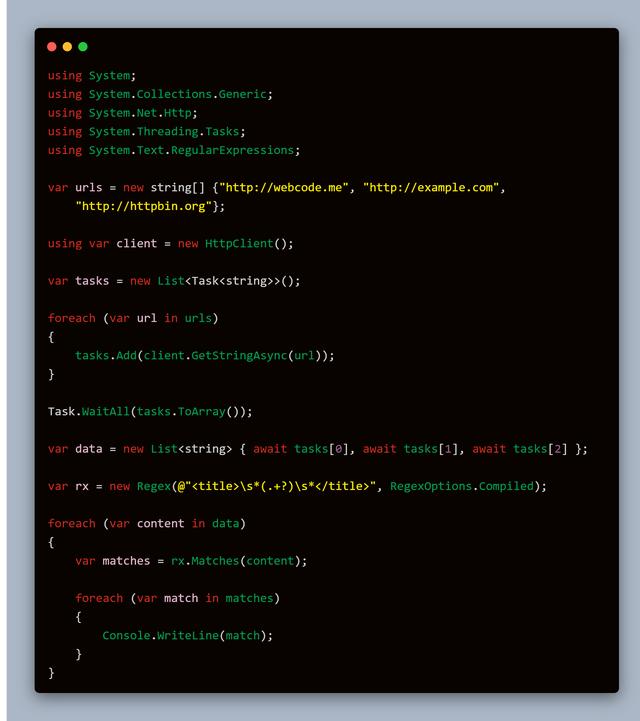 using System;
using System.Collections.Generic;
using System.Net.Http;
using System.Threading.Tasks;
using System.Text.RegularExpressions;

var urls = new string[] {"http://webcode.me", "http://example.com",
    "http://httpbin.org"};

using var client = new HttpClient();

var tasks = new List<Task<string>>();

foreach (var url in urls)
{
    tasks.Add(client.GetStringAsync(url));
}

Task.WaitAll(tasks.ToArray());

var data = new List<string> { await tasks[0], await tasks[1], await tasks[2] };

var rx = new Regex(@"<title>\s*(.+?)\s*</title>", RegexOptions.Compiled);

foreach (var content in data)
{
    var matches = rx.Matches(content);

    foreach (var match in matches)
    {
        Console.WriteLine(match);
    }
}